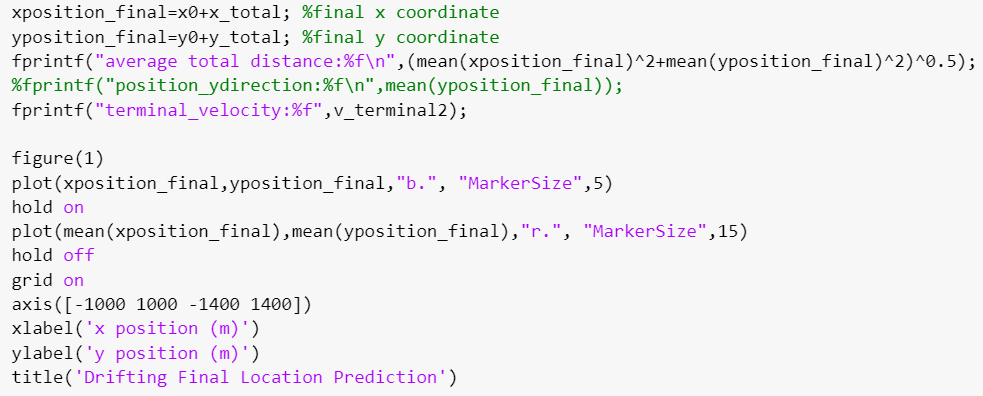 xposition_final=x0+x_total; %final x coordinate
yposition_final=y0+y_total; %final y coordinate
fprintf("average total distance:%f\n",(mean(xposition_final)^2+mean(yposition_final)^2)^0.5);
%fprintf("position_ydirection:%f\n",mean(yposition_final));
fprintf("terminal_velocity:%f",v_terminal2);
figure(1)
plot(xposition_final,yposition_final,"b.", "MarkerSize",5)
hold on
plot(mean(xposition_final),mean(yposition_final),"r.", "MarkerSize",15)
hold off
grid on
axis([-1000 1000 -1400 1400])
xlabel('x position (m)')
ylabel('y position (m)')
title('Drifting Final Location Prediction')